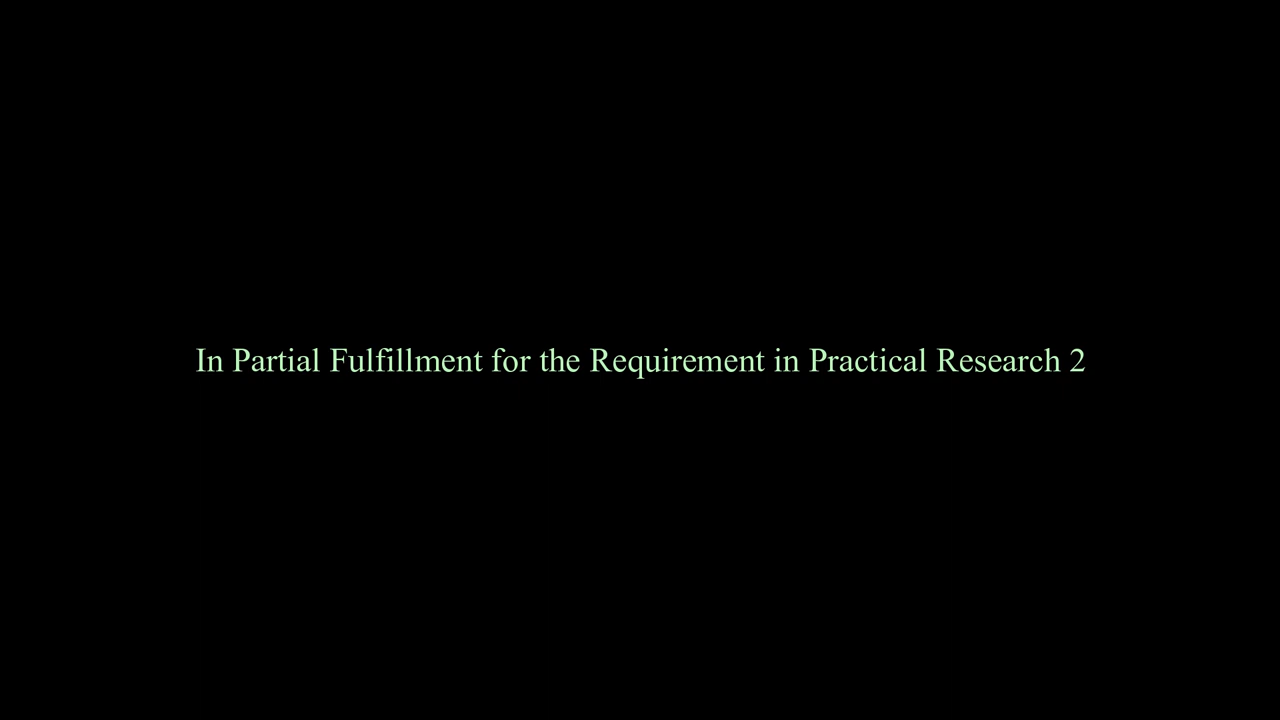 In Partial Fulfillment for the Requirement in Practical Research 2